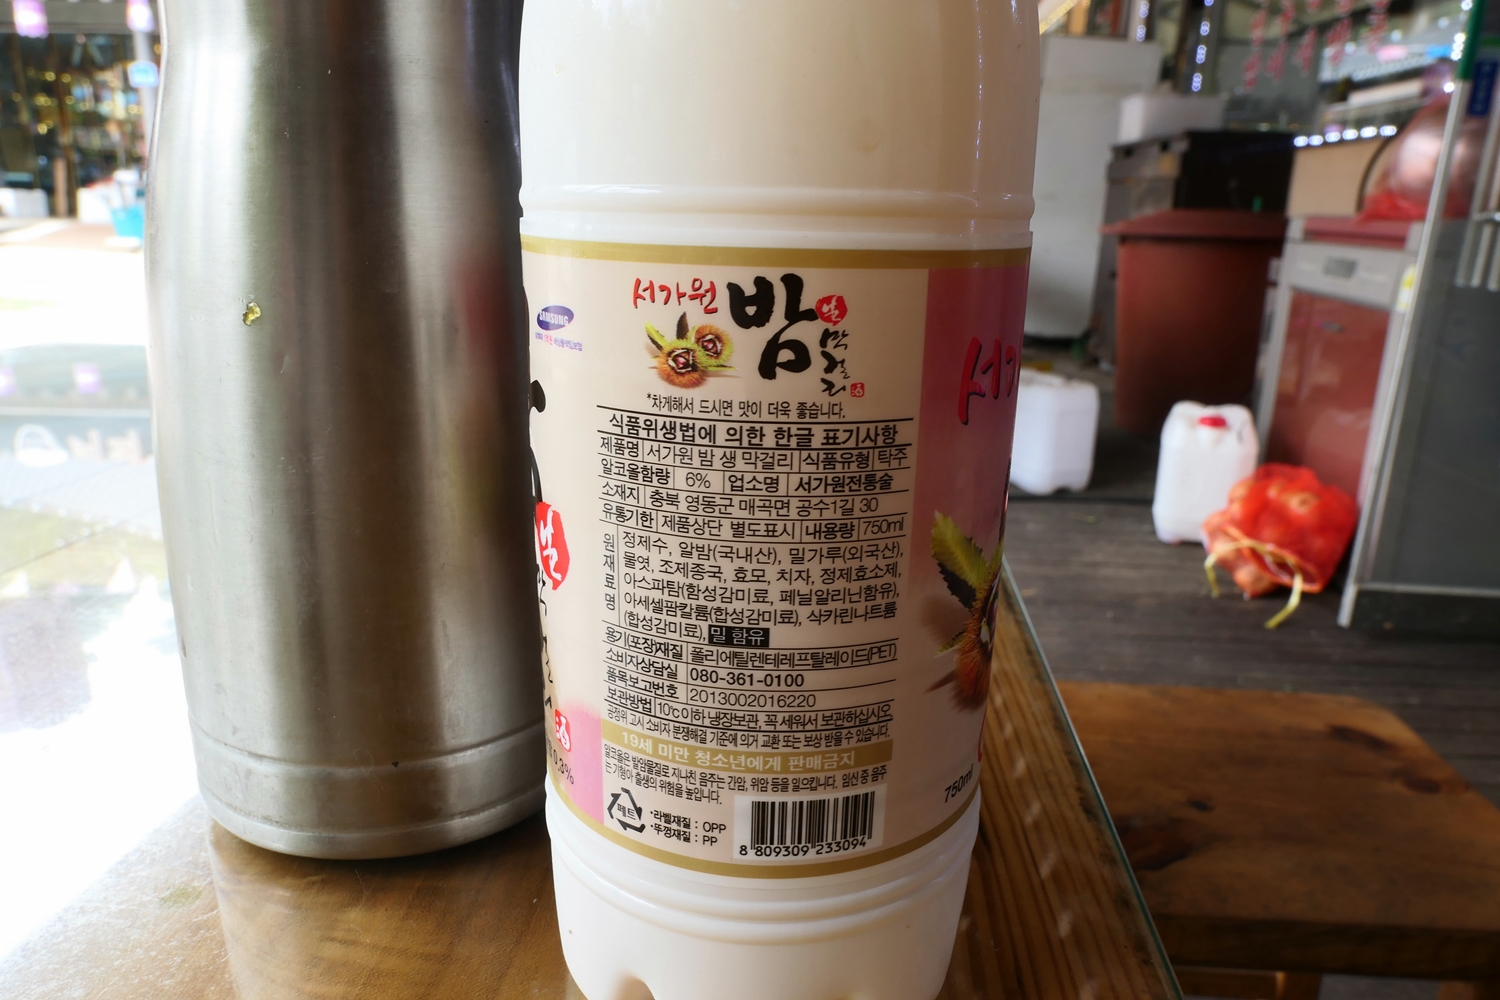 SAMSUNG
서가원 밤 생 막걸리
*차게해서 드시면 맛이 더욱 좋습니다.
식품위생법에 의한 한글 표기사항
제품명 서가원 밤 생 막걸리 식품유형 탁주
알코올함량 6% 업소명 서가원전통술
소재지 충북 영동군 매곡면 공수1길 30
유통기한 제품상단 별도표시 내용량 750ml
원재료명 정제수, 알밤(국내산), 밀가루(외국산),
물엿, 조제종국, 효모, 치자, 정제효소제,
아스파탐(합성감미료, 페닐알리닌함유),
아세셀팜칼륨(합성감미료), 삭카린나트륨
(합성감미료), 밀 함유
용기(포장)재질 폴리에틸렌테레프탈레이드(PET)
소비자상담실 080-361-0100
품목보고번호 2013002016220
보관방법 10℃이하 냉장보관, 꼭 세워서 보관하십시오
공정위 고시 소비자 분쟁해결 기준에 의거 교환 또는 보상 받을 수 있습니다.
19세 미만 청소년에게 판매금지
알코올은 발암물질로 지나친 음주는 간암, 위암 등을 일으킵니다. 임신 중 음주
는 기형아 출생의 위험을 높입니다.
페트
•라벨재질 : OPP
•뚜껑재질 : PP
8 809309 233094
서가
750ml
0.3%